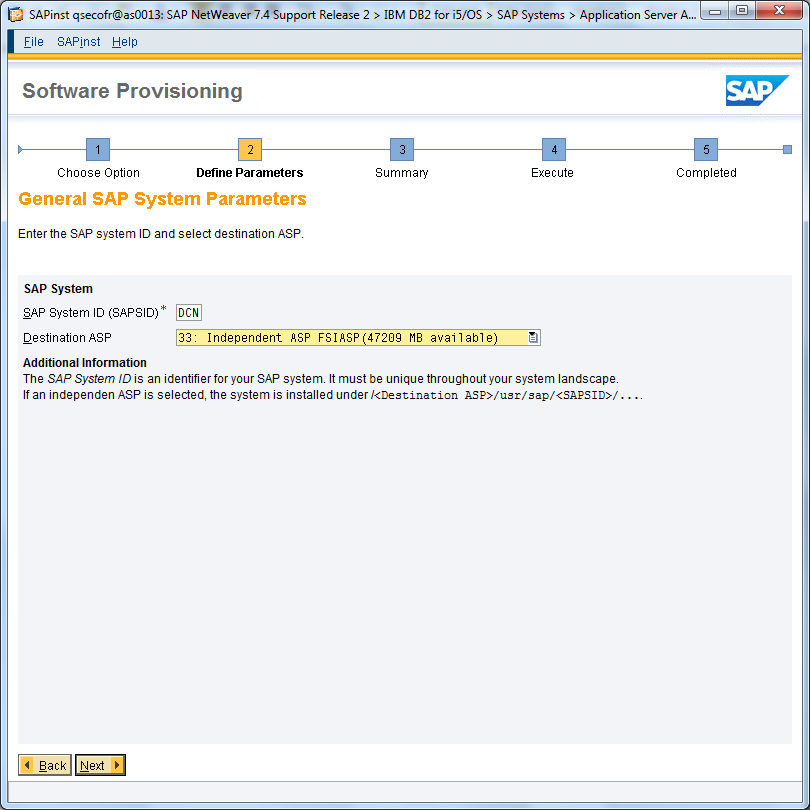 SAPinst qsecofr@as0013: SAP NetWeaver 7.4 Support Release 2 > IBM DB2 for i5/OS > SAP Systems > Application Server A...
File SAPinst Help
Software Provisioning
SAP
1 2 3 4 5
Choose Option Define Parameters Summary Execute Completed
General SAP System Parameters
Enter the SAP system ID and select destination ASP.
SAP System
SAP System ID (SAPSID) * DCN
Destination ASP 33: Independent ASP FSIASP(47209 MB available)
Additional Information
The SAP System ID is an identifier for your SAP system. It must be unique throughout your system landscape.
If an independen ASP is selected, the system is installed under /<Destination ASP>/usr/sap/<SAPSID>/....
Back Next